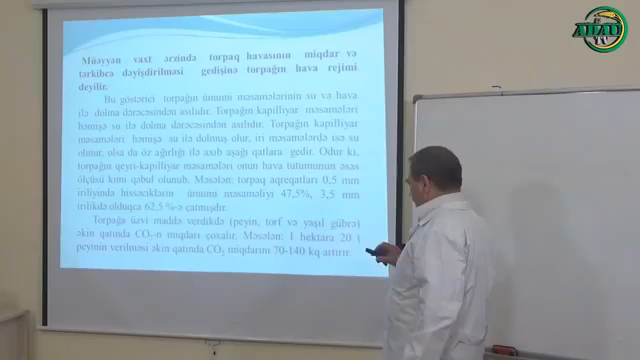 ADAU
TV
Müəyyən vaxt ərzində torpaq havasının miqdar və
tərkibcə dəyişdirilməsi gedişinə torpağın hava rejimi
deyilir.
Bu göstərici torpağın ümumi məsamələrinin su və hava
ilə dolma dərəcəsindən asılıdır. Torpağın kapillyar məsamələri
həmişə su ilə dolma dərəcəsindən asılıdır. Torpağın kapillyar
məsamələri həmişə su ilə dolmuş olur, iri məsamələrdə isə su
olmur, olsa da öz ağırlığı ilə axıb aşağı qatlara gedir. Odur ki,
torpağın qeyri-kapillyar məsamələri onun hava tutumunun əsas
ölçüsü kimi qəbul olunub. Məsələn: torpaq aqreqatları 0,5 mm
iriliyində hissəciklərin ümumi məsaməliyi 47,5%, 3,5 mm
irilikdə olduqca 62,5 %-ə çatmışdır.
Torpağa üzvi maddə verdikdə (peyin, torf və yaşıl gübrə)
əkin qatında CO₂-n miqdarı çoxalır. Məsələn: 1 hektara 20 t
peyinin verilməsi əkin qatında CO₂ miqdarını 70-140 kq artırır.